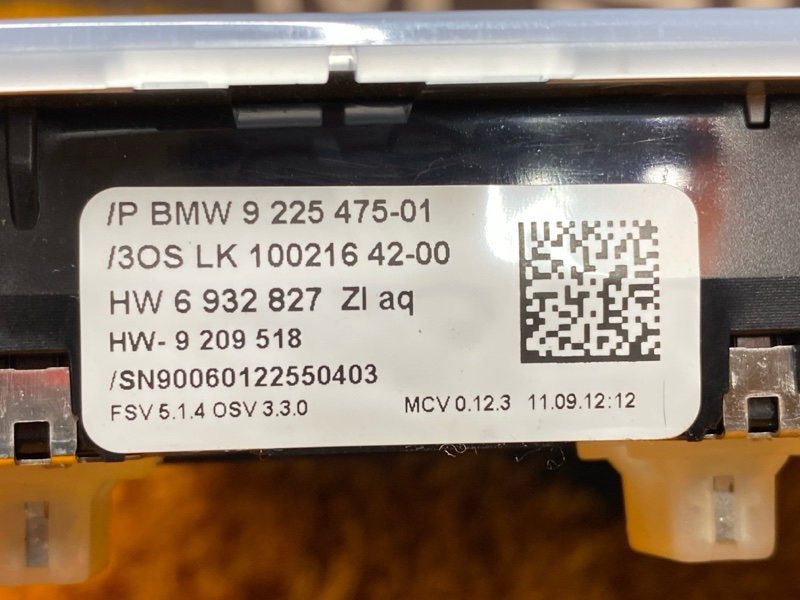 /P BMW 9 225 475-01
/3OS LK 100216 42-00
HW 6 932 827 ZI aq
HW- 9 209 518
/SN90060122550403
FSV 5.1.4 OSV 3.3.0 MCV 0.12.3 11.09.12:12